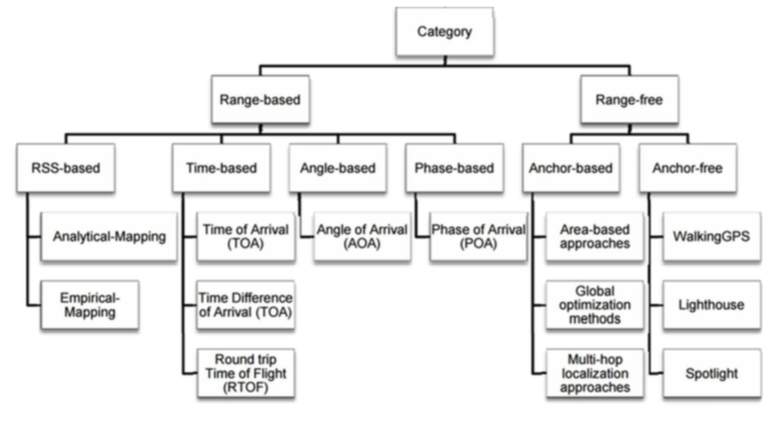 Category
Range-based
Range-free
RSS-based
Time-based
Angle-based
Phase-based
Anchor-based
Anchor-free
Analytical-Mapping
Time of Arrival
(TOA)
Angle of Arrival
(AOA)
Phase of Arrival
(POA)
Area-based
approaches
WalkingGPS
Empirical-
Mapping
Time Difference
of Arrival (TOA)
Global
optimization
methods
Lighthouse
Round trip
Time of Flight
(RTOF)
Multi-hop
localization
approaches
Spotlight